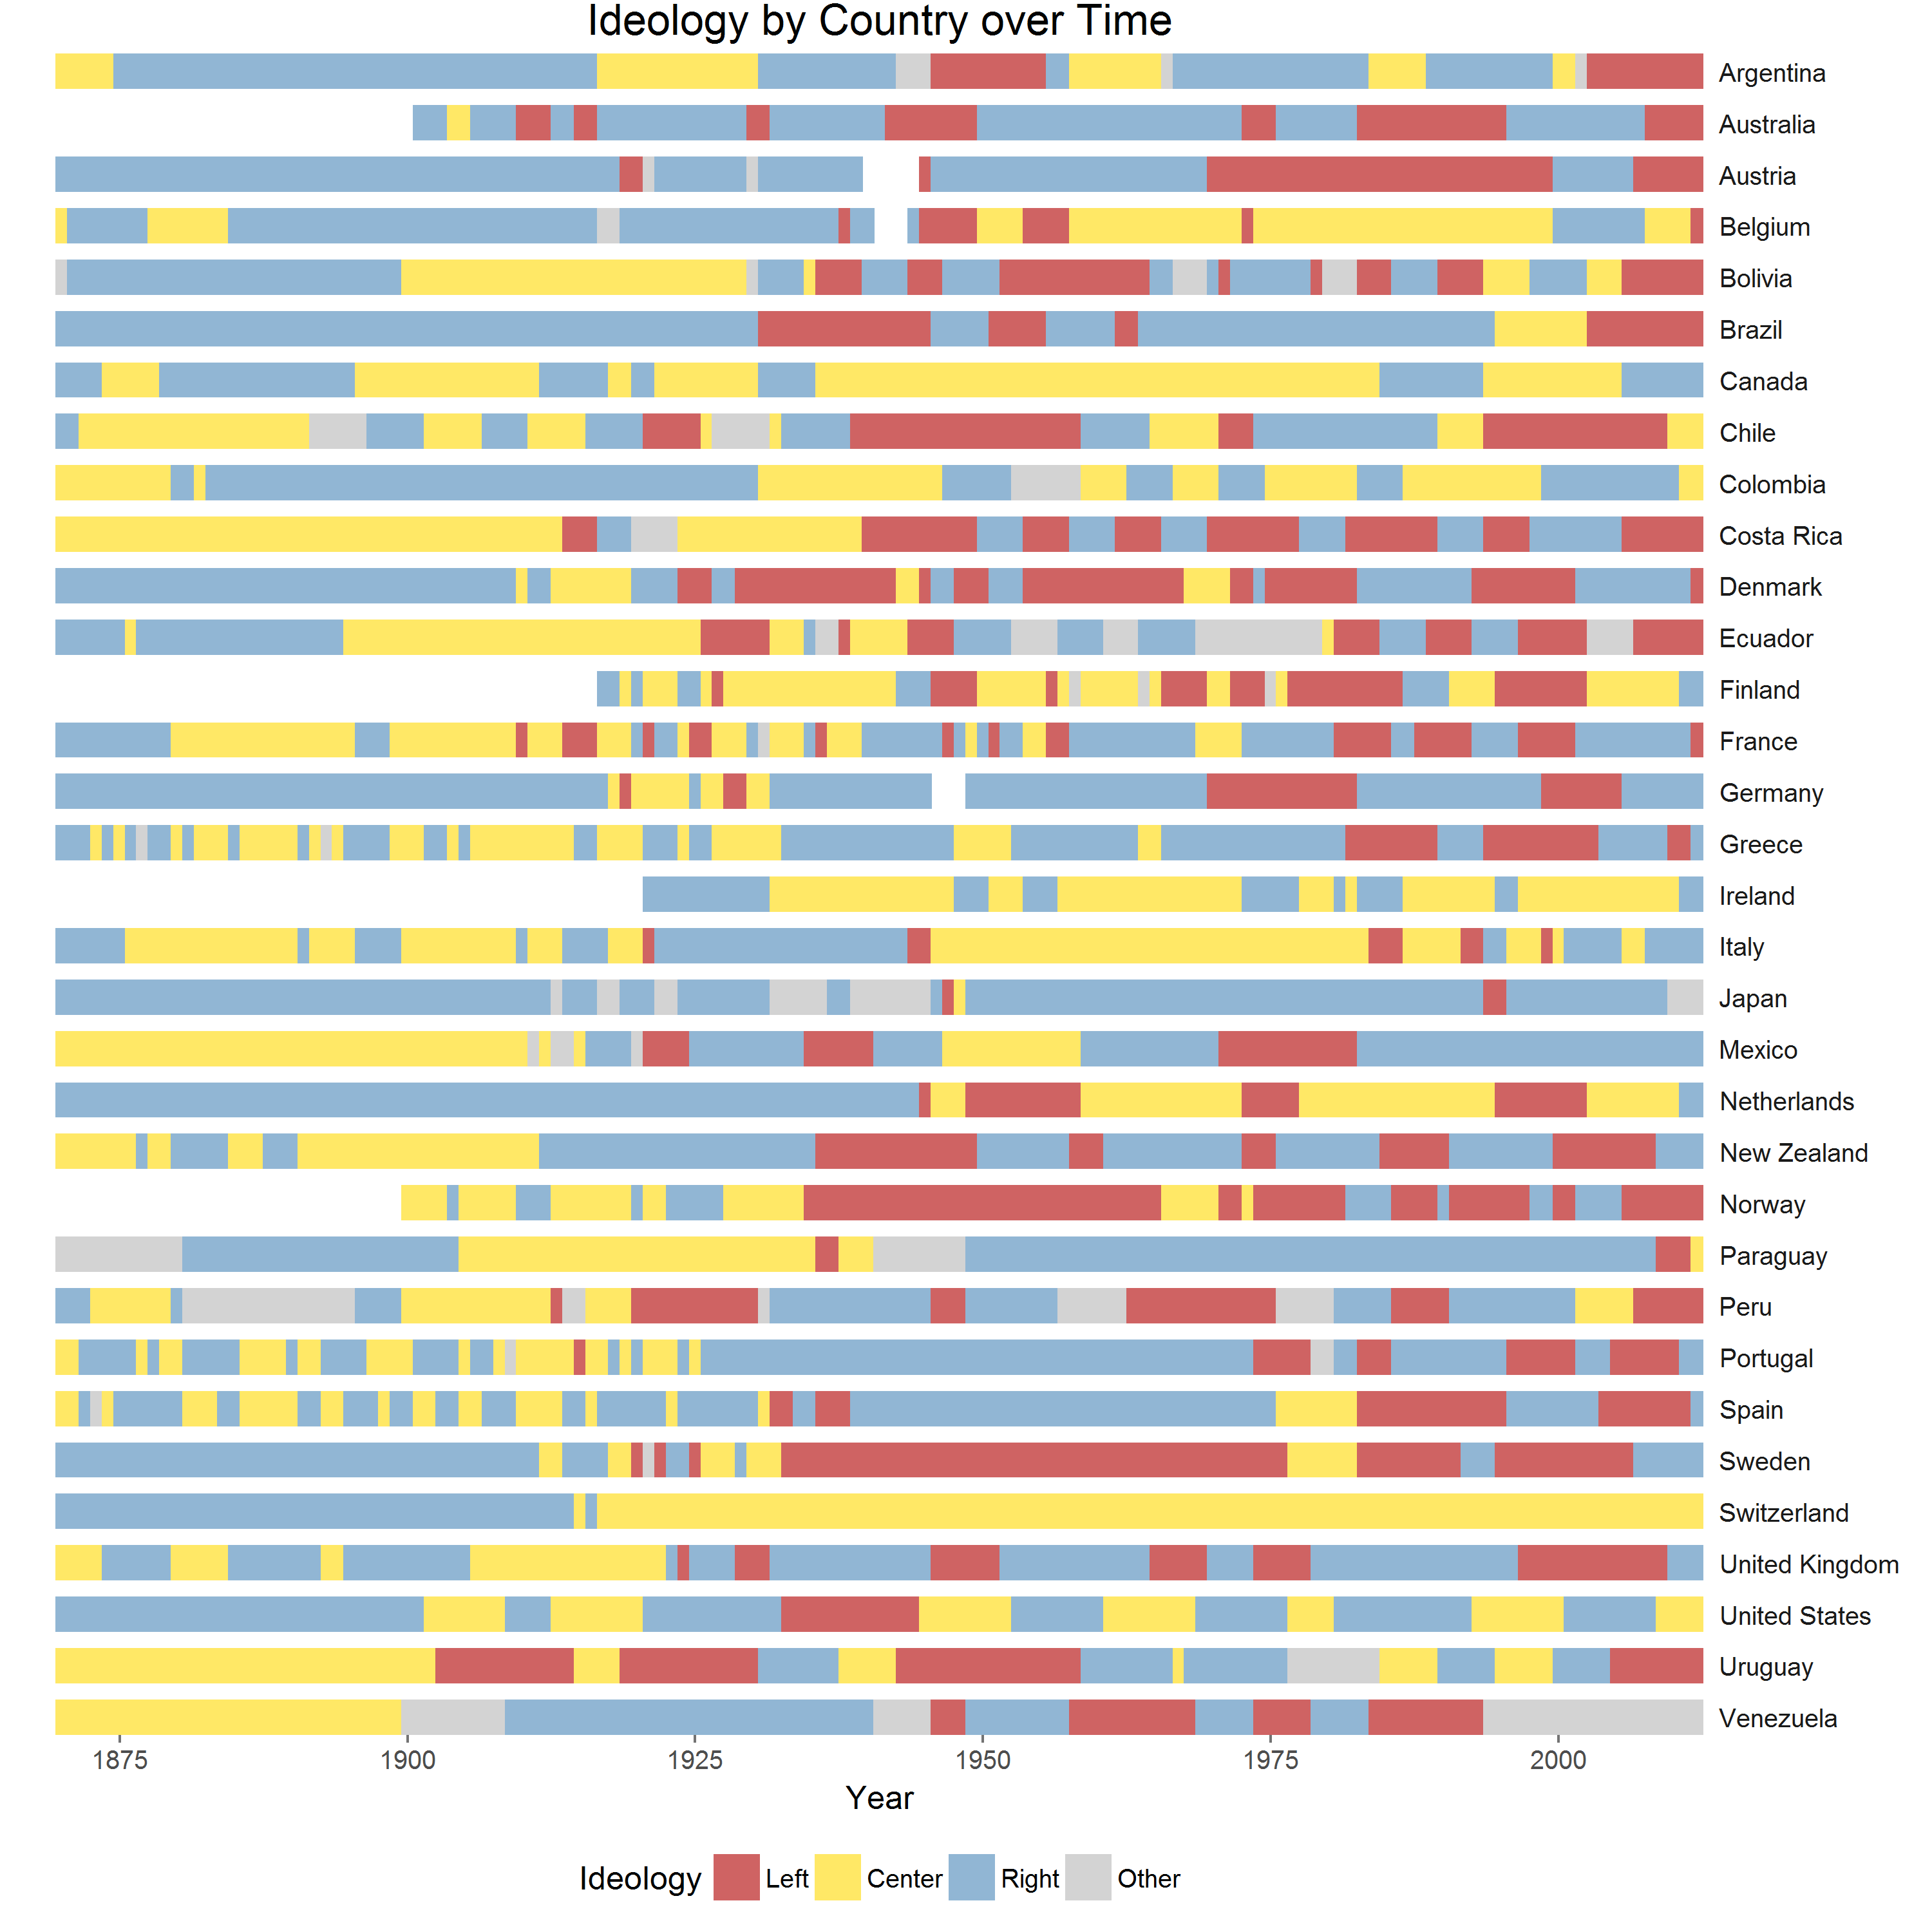 Ideology by Country over Time
Argentina
Australia
Austria
Belgium
Bolivia
Brazil
Canada
Chile
Colombia
Costa Rica
Denmark
Ecuador
Finland
France
Germany
Greece
Ireland
Italy
Japan
Mexico
Netherlands
New Zealand
Norway
Paraguay
Peru
Portugal
Spain
Sweden
Switzerland
United Kingdom
United States
Uruguay
Venezuela
1875 1900 1925 1950 1975 2000
Year
Ideology Left Center Right Other